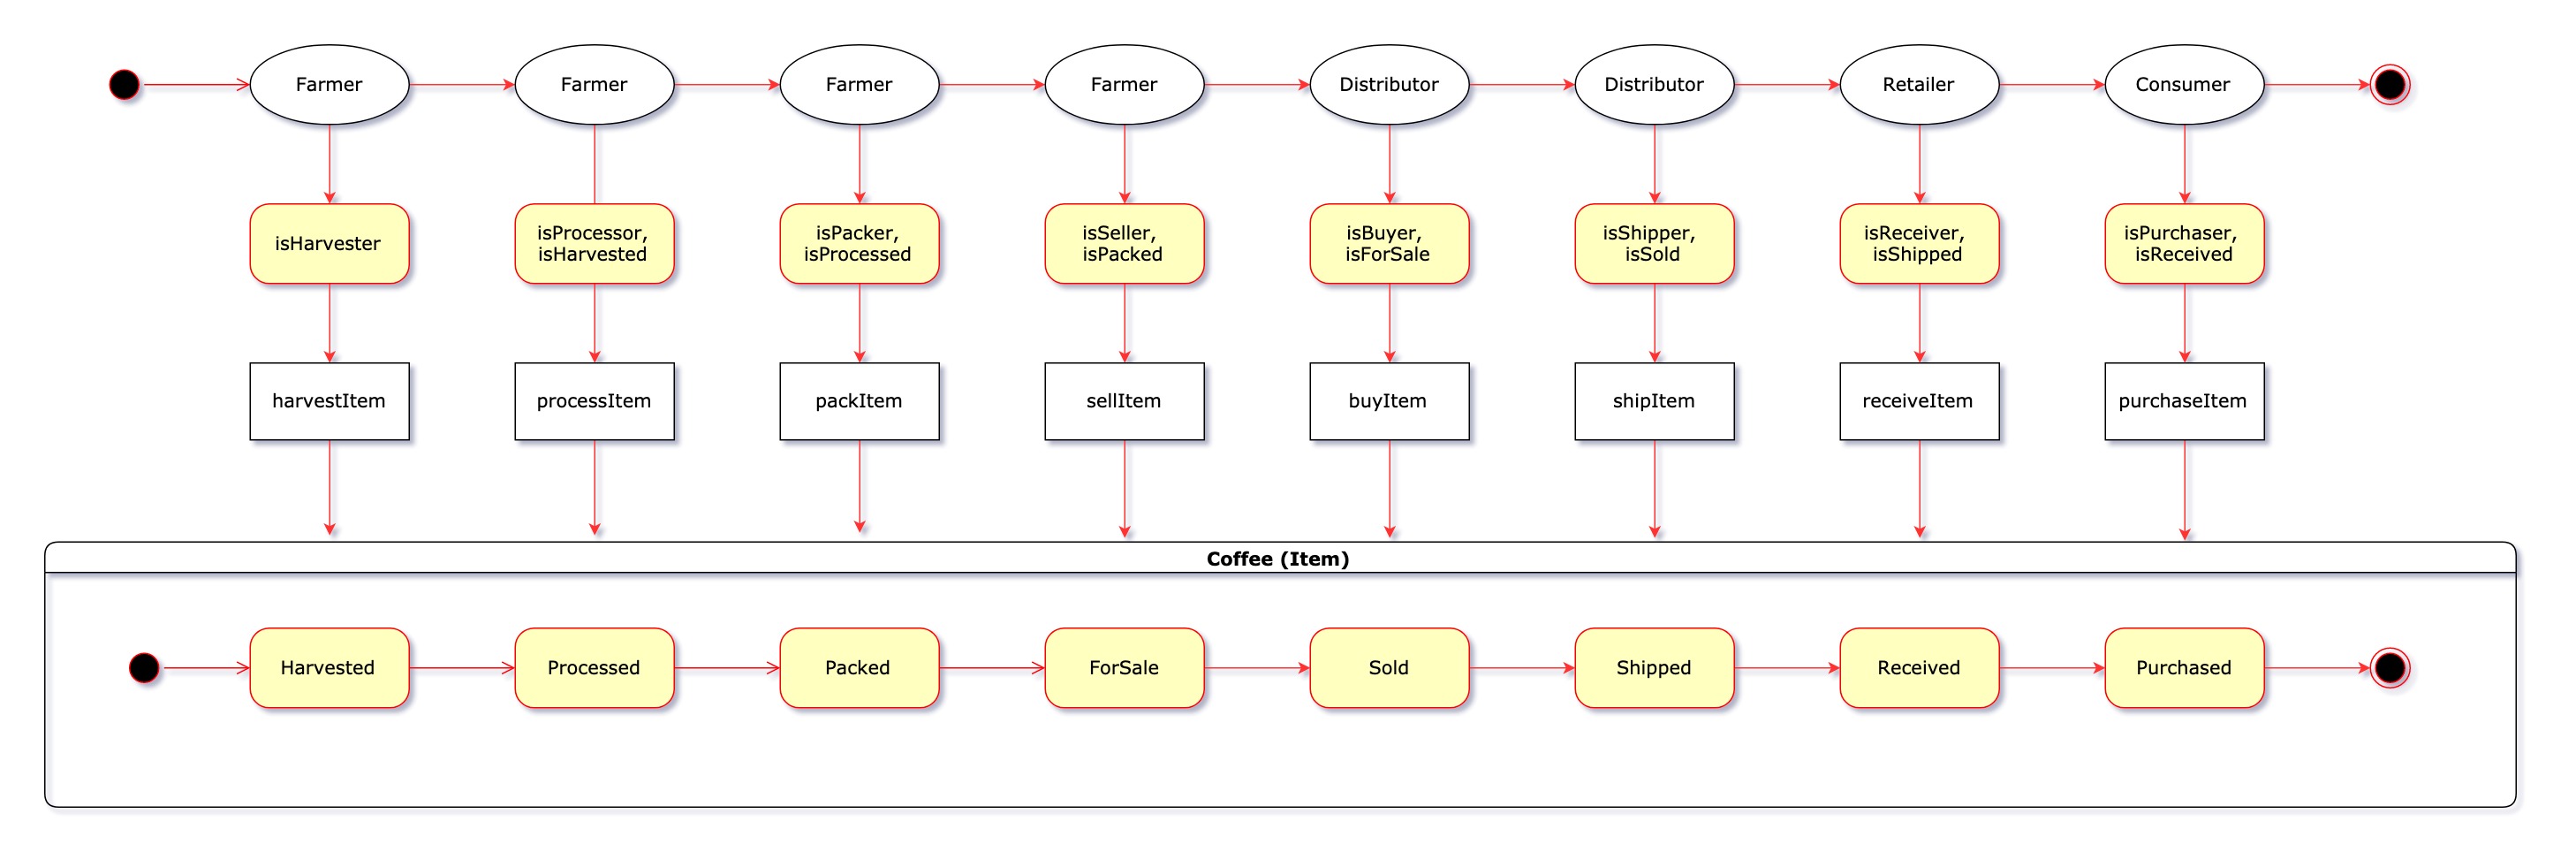 Farmer
Farmer
Farmer
Farmer
Distributor
Distributor
Retailer
Consumer
isHarvester
isProcessor,
isHarvested
isPacker,
isProcessed
isSeller,
isPacked
isBuyer,
isForSale
isShipper,
isSold
isReceiver,
isShipped
isPurchaser,
isReceived
harvestItem
processItem
packItem
sellItem
buyItem
shipItem
receiveItem
purchaseItem
Coffee (Item)
Harvested
Processed
Packed
ForSale
Sold
Shipped
Received
Purchased